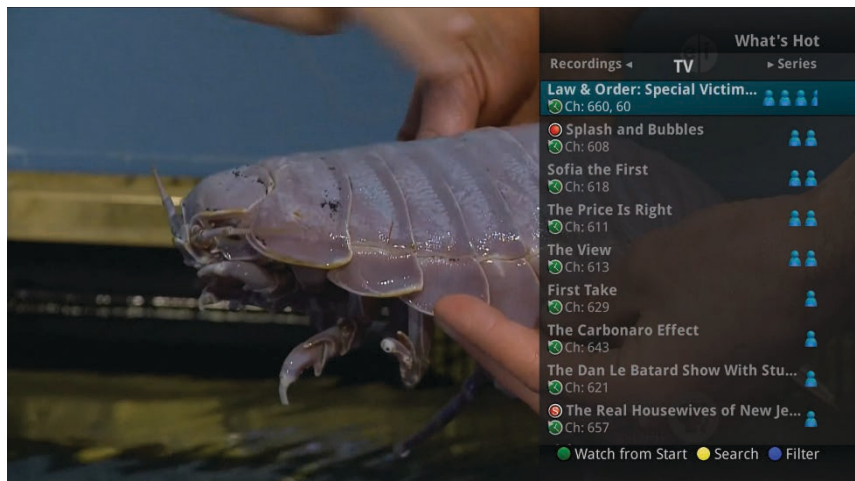 What's Hot
Recordings ◂ TV ▸ Series
Law & Order: Special Victim...
Ch: 660, 60
Splash and Bubbles
Ch: 608
Sofia the First
Ch: 618
The Price Is Right
Ch: 611
The View
Ch: 613
First Take
Ch: 629
The Carbonaro Effect
Ch: 643
The Dan Le Batard Show With Stu...
Ch: 621
S The Real Housewives of New Je...
Ch: 657
Watch from Start Search Filter